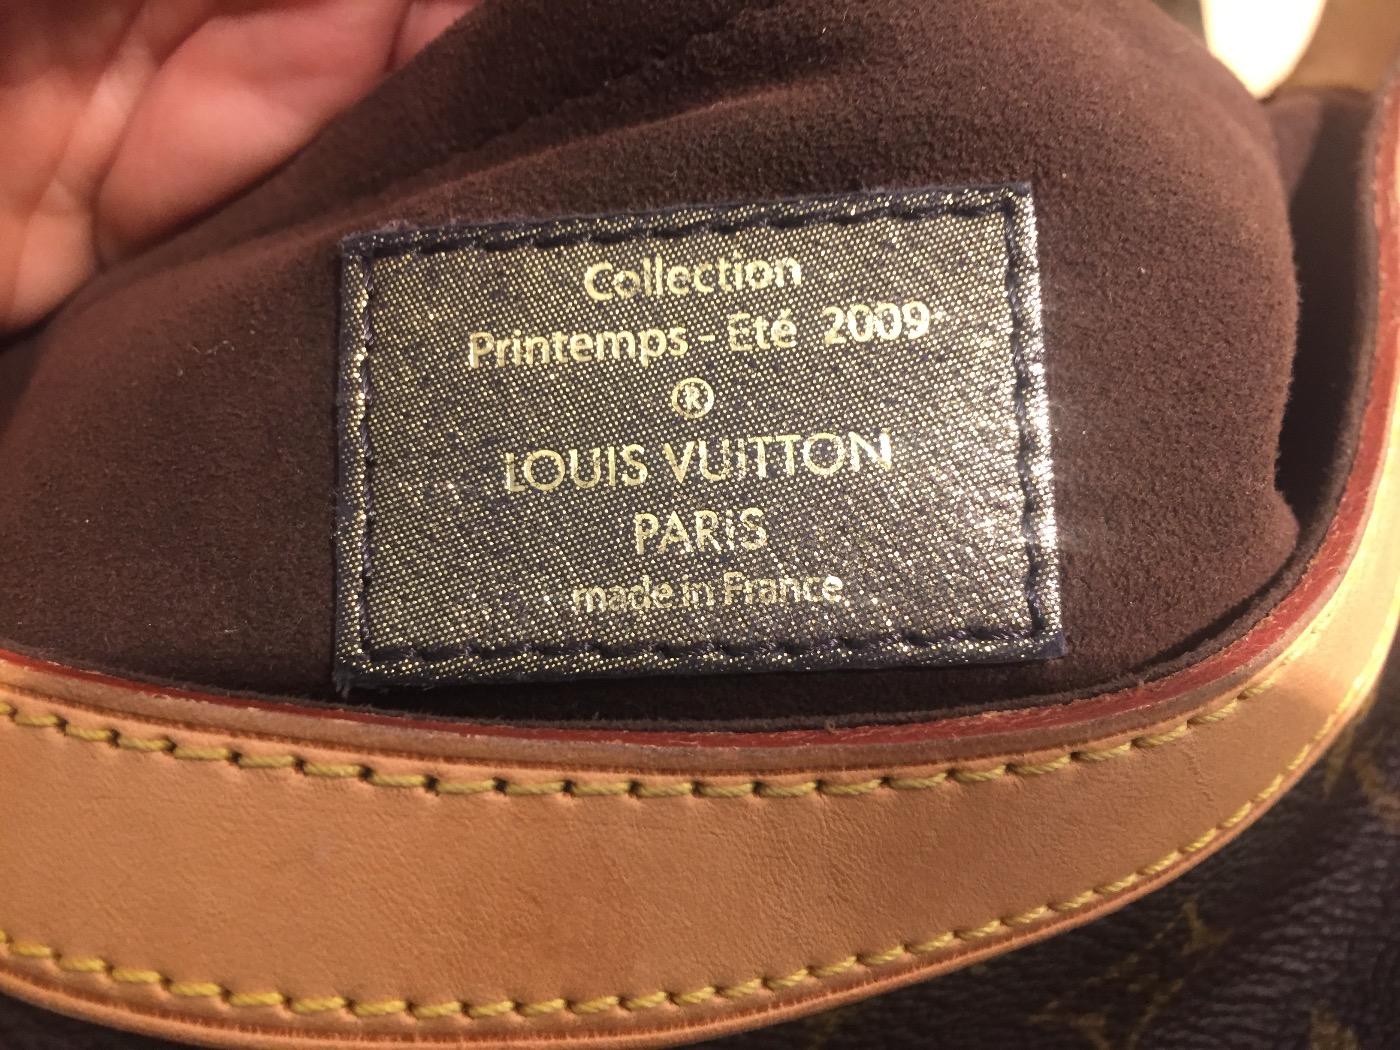 Collection
Printemps - Eté 2009
®
LOUIS VUITTON
PARIS
made in France